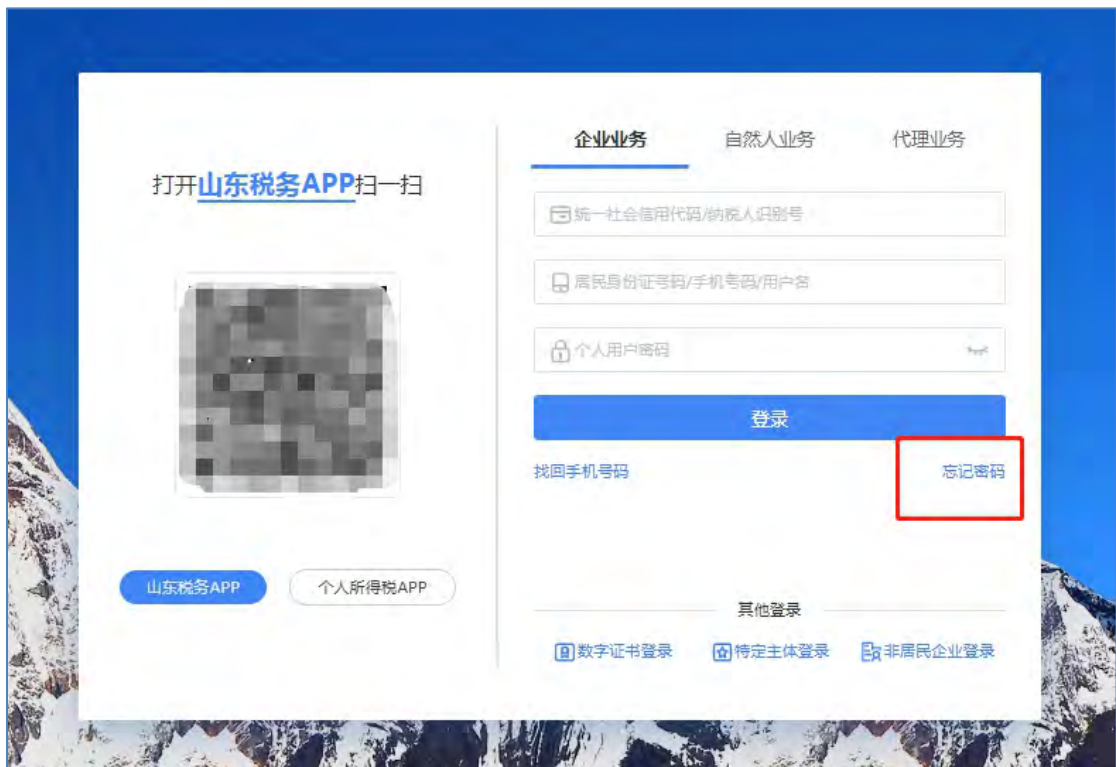 打开山东税务APP扫一扫
山东税务APP
个人所得税APP
企业业务
自然人业务
代理业务
统一社会信用代码/纳税人识别号
居民身份证号码/手机号码/用户名
个人用户密码
登录
找回手机号码
忘记密码
其他登录
数字证书登录
特定主体登录
非居民企业登录